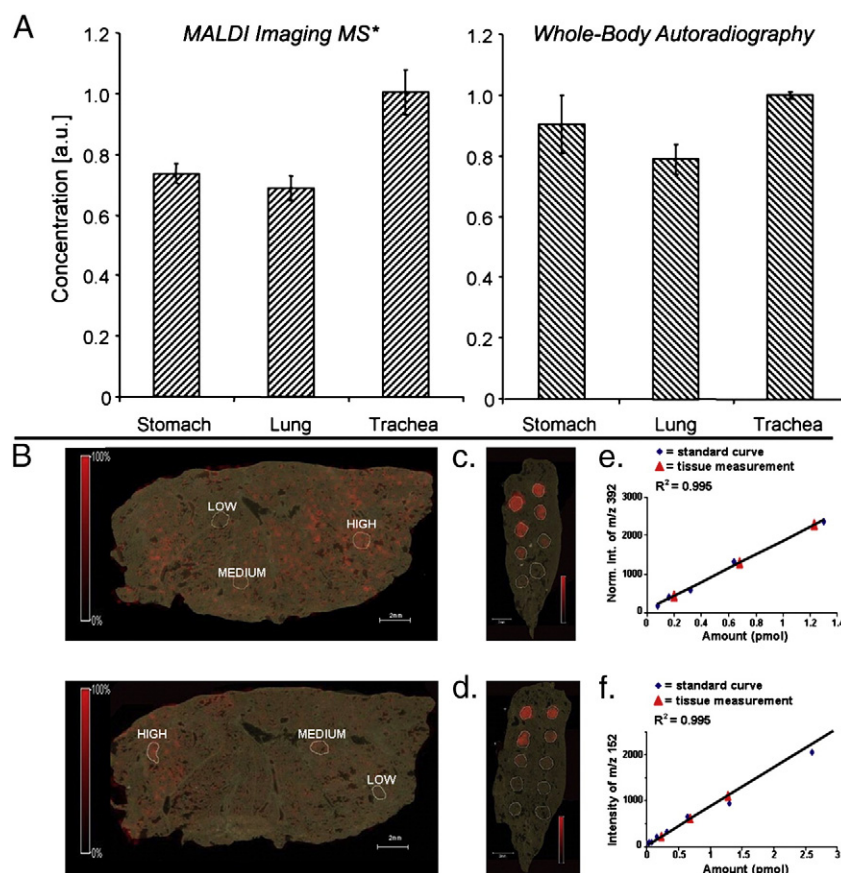 A
MALDI Imaging MS*
Whole-Body Autoradiography
Concentration [a.u.]
1.2
1.0
0.8
0.6
0.4
0.2
0
Stomach Lung Trachea
1.2
1.0
0.8
0.6
0.4
0.2
0
Stomach Lung Trachea
B
100%
0%
LOW
HIGH
MEDIUM
2mm
c.
e.
= standard curve
= tissue measurement
R² = 0.995
Norm. Int. of m/z 392
3000
2000
1000
0
0 0.2 0.4 0.6 0.8 1 1.2 1.4
Amount (pmol)
100%
0%
HIGH
MEDIUM
LOW
2mm
d.
f.
= standard curve
= tissue measurement
R² = 0.995
Intensity of m/z 152
2000
1000
0
0 0.5 1 1.5 2 2.5 3
Amount (pmol)